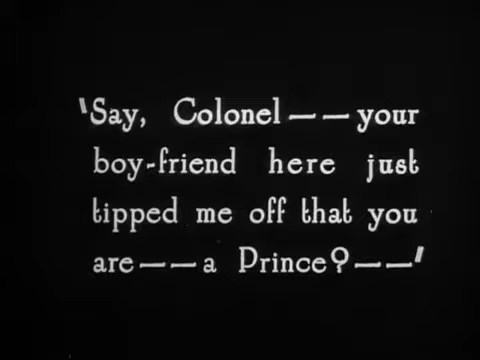 "Say, Colonel — — your
boy-friend here just
tipped me off that you
are — — a Prince? — — "